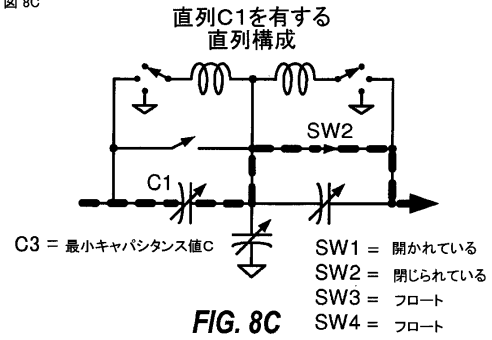 図 8C
直列C1を有する
直列構成
SW2
C1
C3 = 最小キャパシタンス値C
SW1 = 開かれている
SW2 = 閉じられている
SW3 = フロート
SW4 = フロート
FIG. 8C